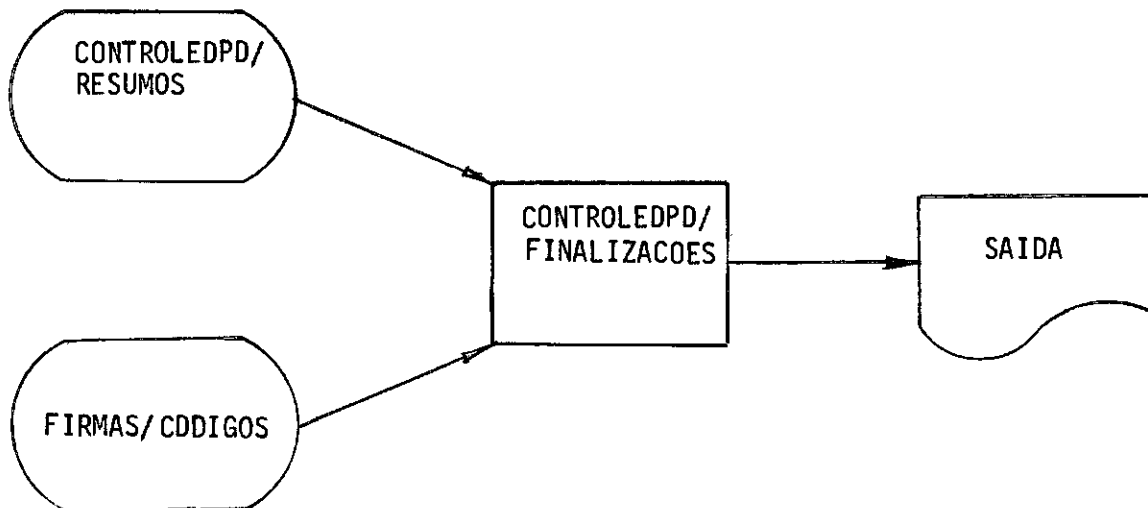 CONTROLEDPD/
RESUMOS
CONTROLEDPD/
FINALIZACOES
SAIDA
FIRMAS/CDDIGOS